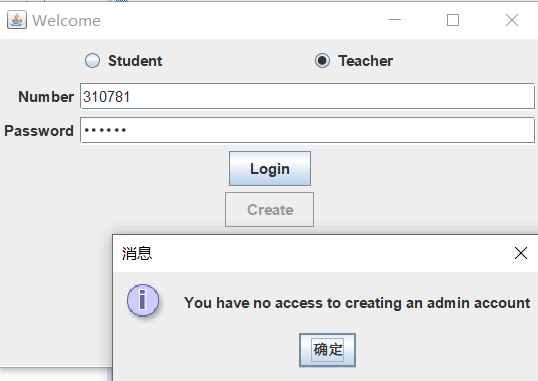 Welcome
Student Teacher
Number 310781
Password ••••••
Login
Create
消息
You have no access to creating an admin account
确定